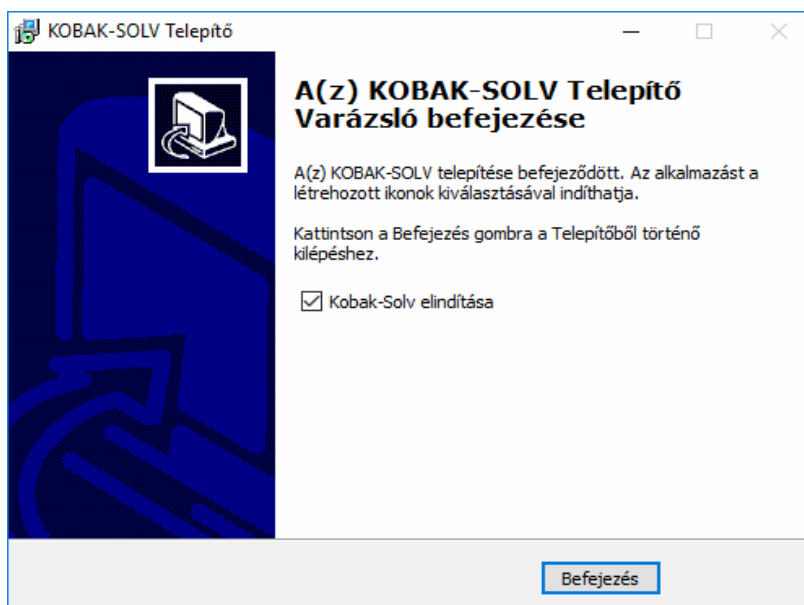 KOBAK-SOLV Telepítő
A(z) KOBAK-SOLV Telepítő
Varázsló befejezése
A(z) KOBAK-SOLV telepítése befejeződött. Az alkalmazást a
létrehozott ikonok kiválasztásával indíthatja.
Kattintson a Befejezés gombra a Telepítőből történő
kilépéshez.
Kobak-Solv elindítása
Befejezés